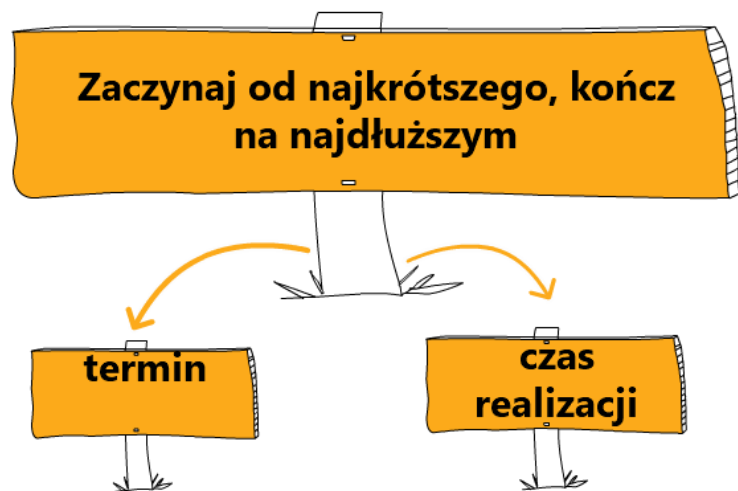 Zaczynaj od najkrótszego, kończ
na najdłuższym
termin
czas
realizacji